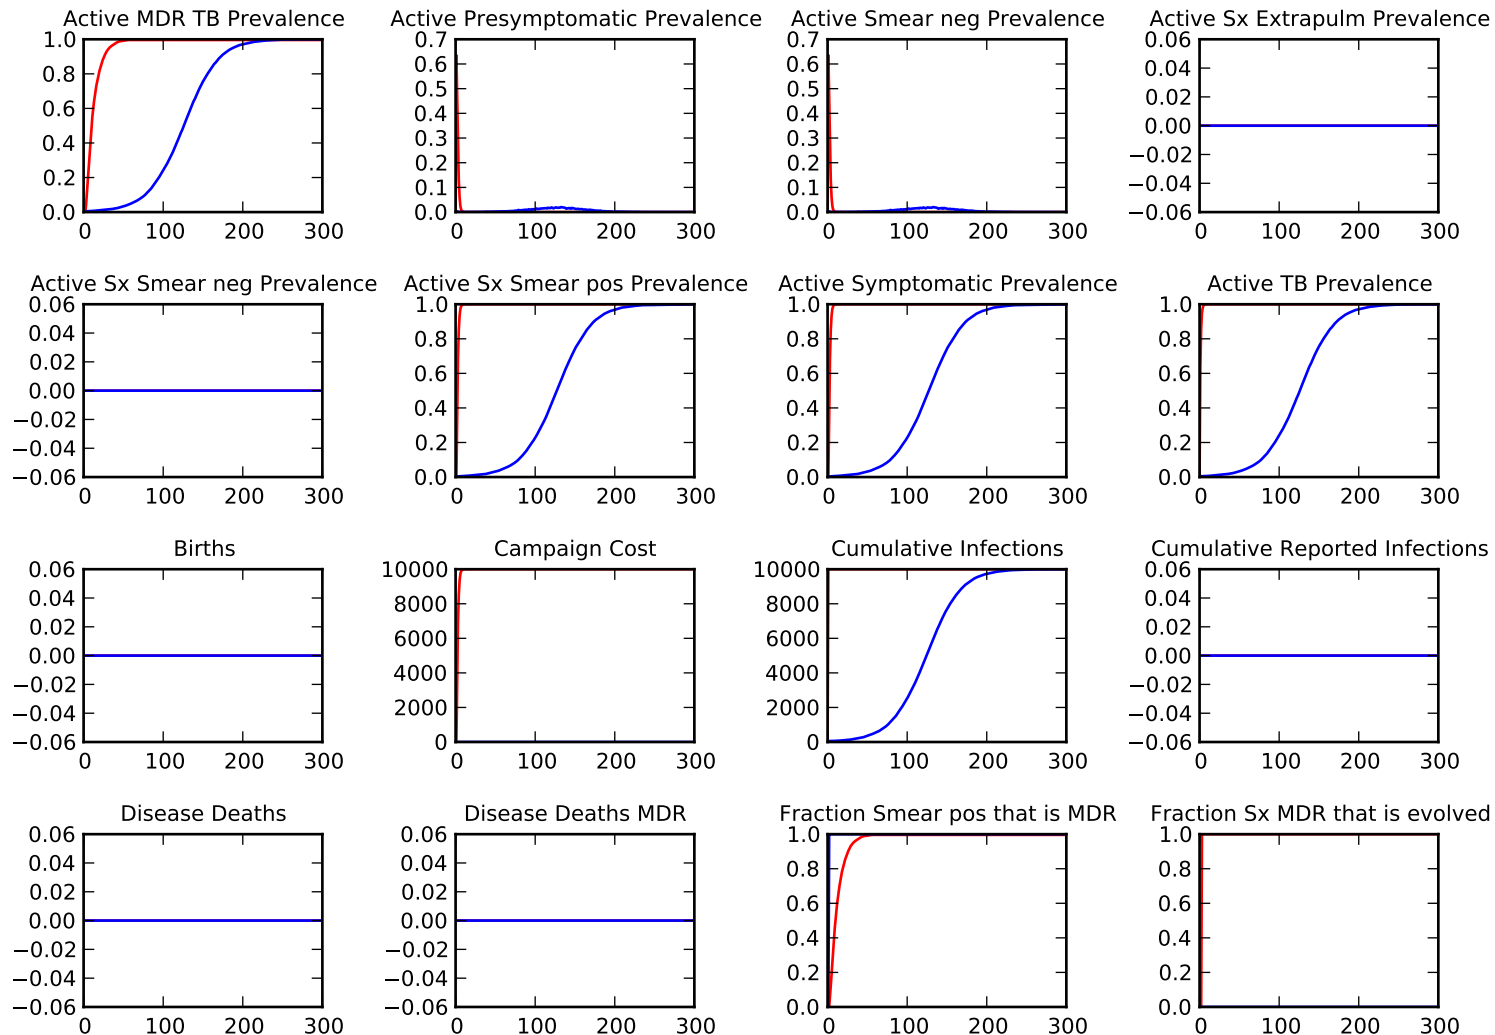 Active MDR TB Prevalence Active Presymptomatic Prevalence Active Smear neg Prevalence Active Sx Extrapulm Prevalence
1.0 0.7 0.7 0.06
0.8 0.6 0.6 0.04
0.6 0.5 0.5 0.02
0.4 0.4 0.4 0.00
0.2 0.3 0.3 −0.02
0.0 0.2 0.2 −0.04
0.1 0.1 −0.06
0.0 0.0
0 100 200 300 0 100 200 300 0 100 200 300 0 100 200 300
Active Sx Smear neg Prevalence Active Sx Smear pos Prevalence Active Symptomatic Prevalence Active TB Prevalence
0.06 1.0 1.0 1.0
0.04 0.8 0.8 0.8
0.02 0.6 0.6 0.6
0.00 0.4 0.4 0.4
−0.02 0.2 0.2 0.2
−0.04 0.0 0.0 0.0
−0.06
0 100 200 300 0 100 200 300 0 100 200 300 0 100 200 300
Births Campaign Cost Cumulative Infections Cumulative Reported Infections
0.06 10000 10000 0.06
0.04 8000 8000 0.04
0.02 6000 6000 0.02
0.00 4000 4000 0.00
−0.02 2000 2000 −0.02
−0.04 0 0 −0.04
−0.06 −0.06
0 100 200 300 0 100 200 300 0 100 200 300 0 100 200 300
Disease Deaths Disease Deaths MDR Fraction Smear pos that is MDR Fraction Sx MDR that is evolved
0.06 0.06 1.0 1.0
0.04 0.04 0.8 0.8
0.02 0.02 0.6 0.6
0.00 0.00 0.4 0.4
−0.02 −0.02 0.2 0.2
−0.04 −0.04 0.0 0.0
−0.06 −0.06
0 100 200 300 0 100 200 300 0 100 200 300 0 100 200 300